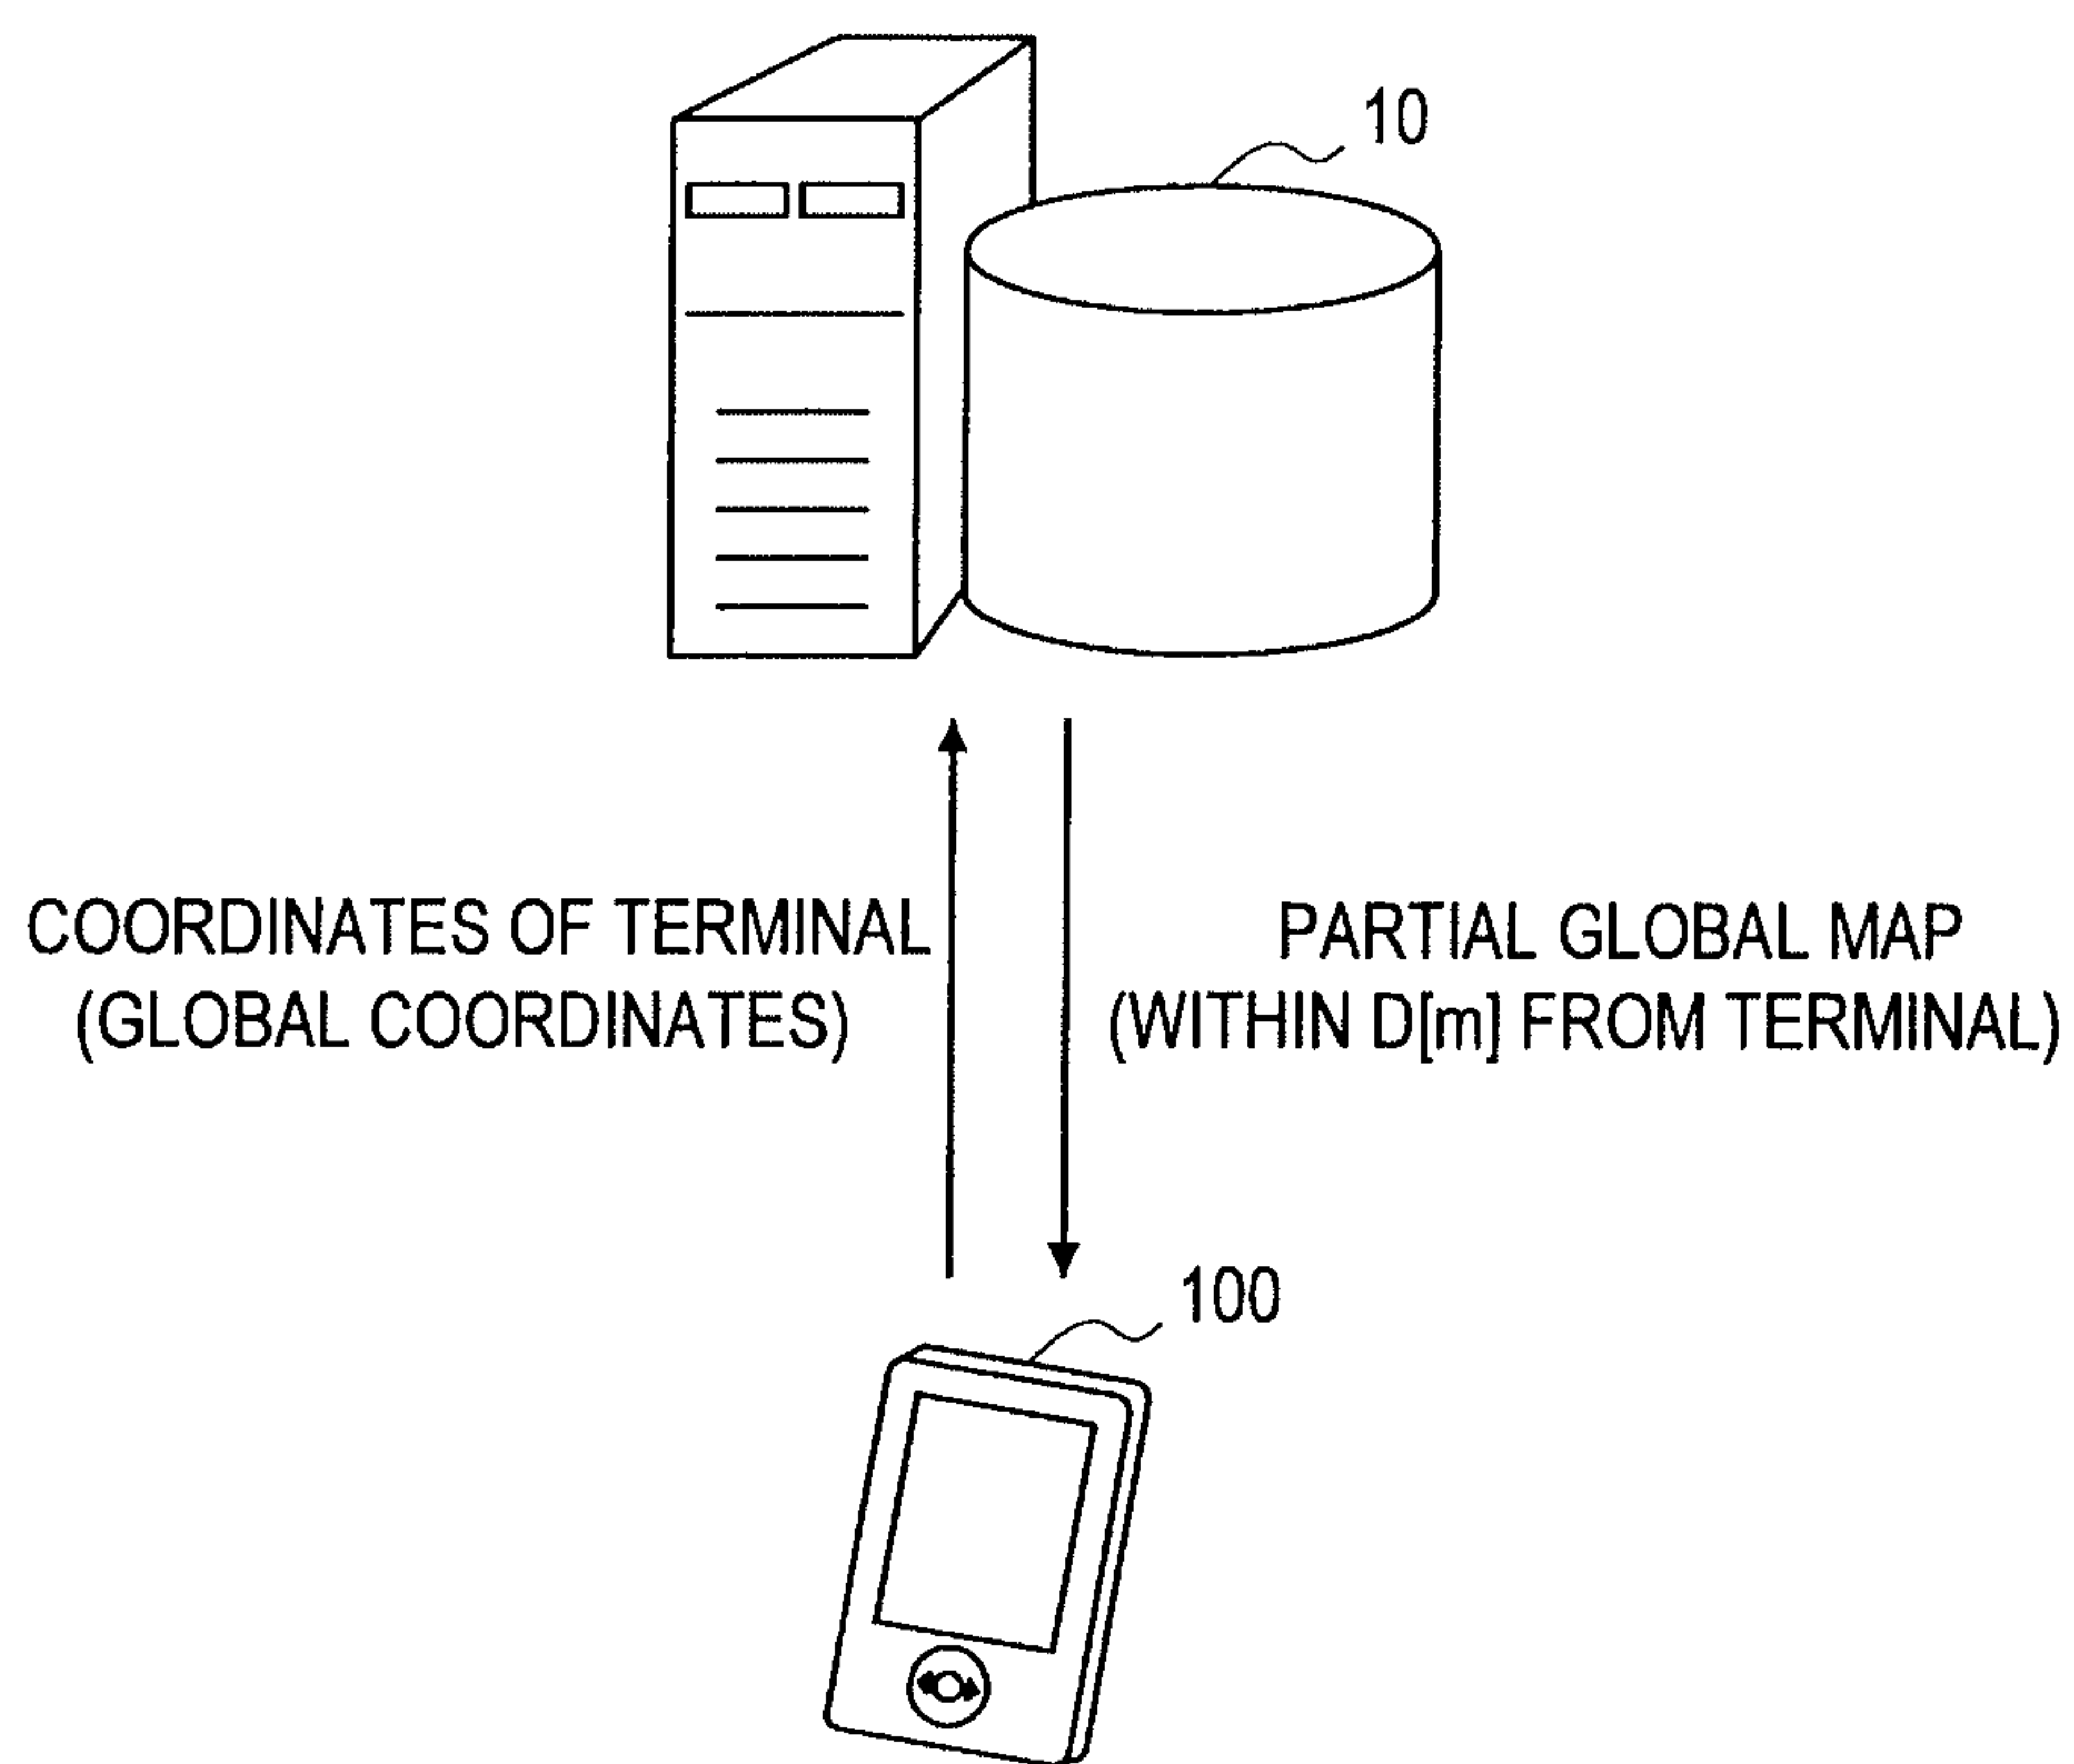 10
COORDINATES OF TERMINAL
(GLOBAL COORDINATES)
PARTIAL GLOBAL MAP
(WITHIN D[m] FROM TERMINAL)
100